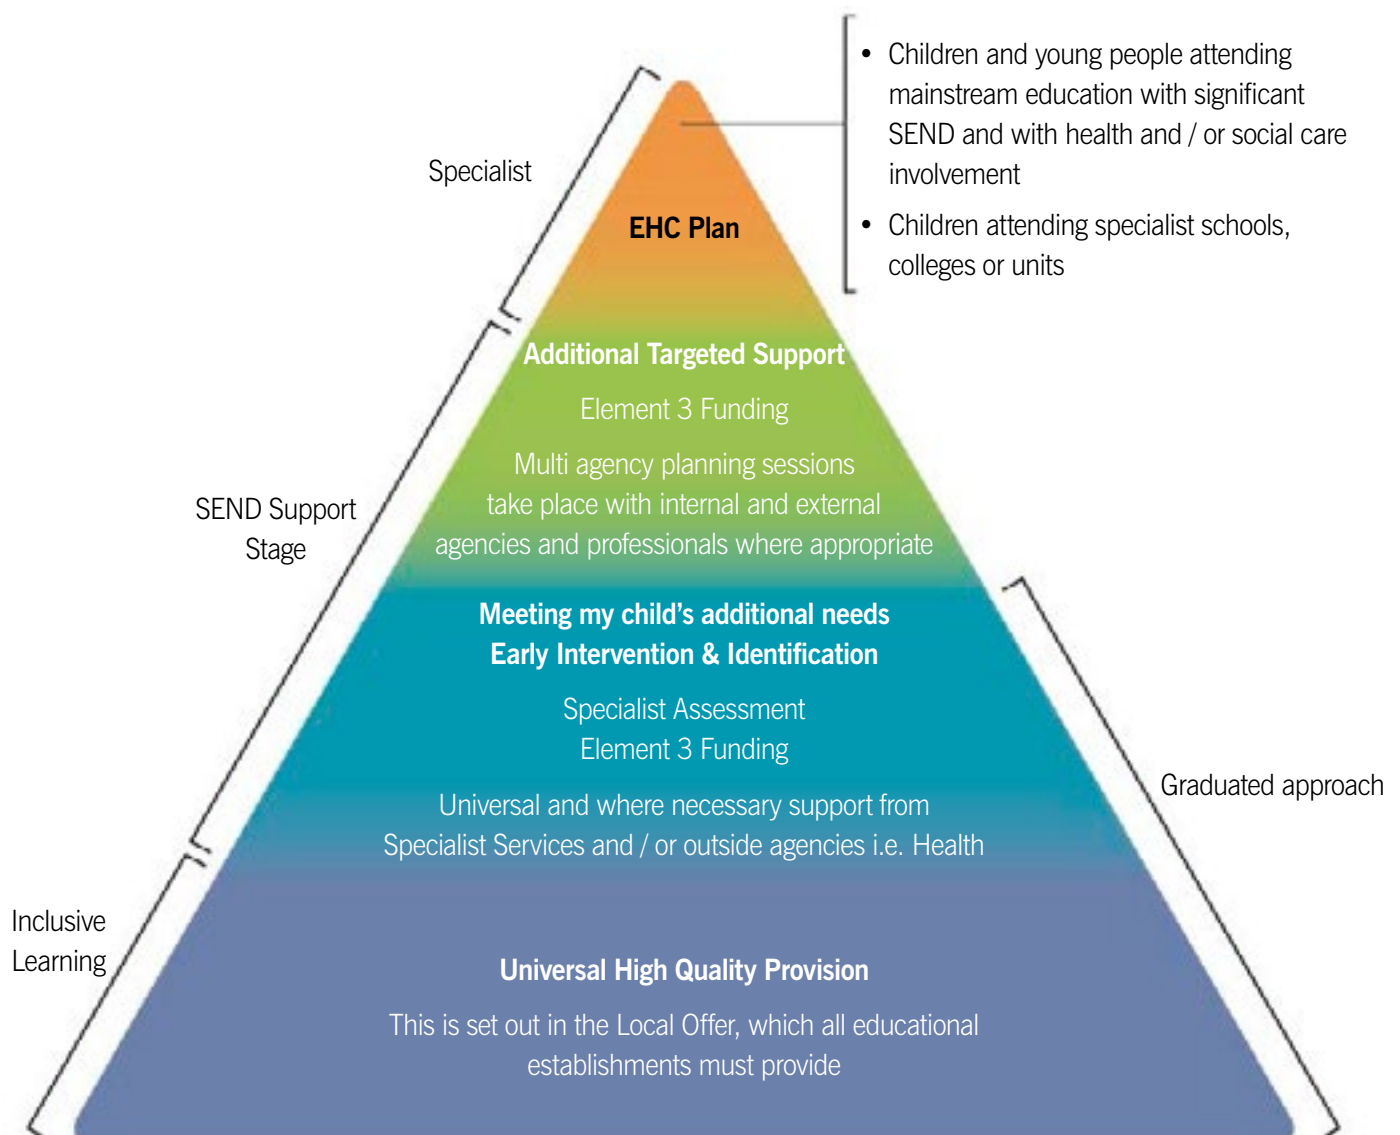 • Children and young people attending
mainstream education with significant
SEND and with health and / or social care
involvement
• Children attending specialist schools,
colleges or units
Specialist
EHC Plan
Additional Targeted Support
Element 3 Funding
Multi agency planning sessions
take place with internal and external
agencies and professionals where appropriate
SEND Support
Stage
Meeting my child's additional needs
Early Intervention & Identification
Specialist Assessment
Element 3 Funding
Universal and where necessary support from
Specialist Services and / or outside agencies i.e. Health
Graduated approach
Inclusive
Learning
Universal High Quality Provision
This is set out in the Local Offer, which all educational
establishments must provide